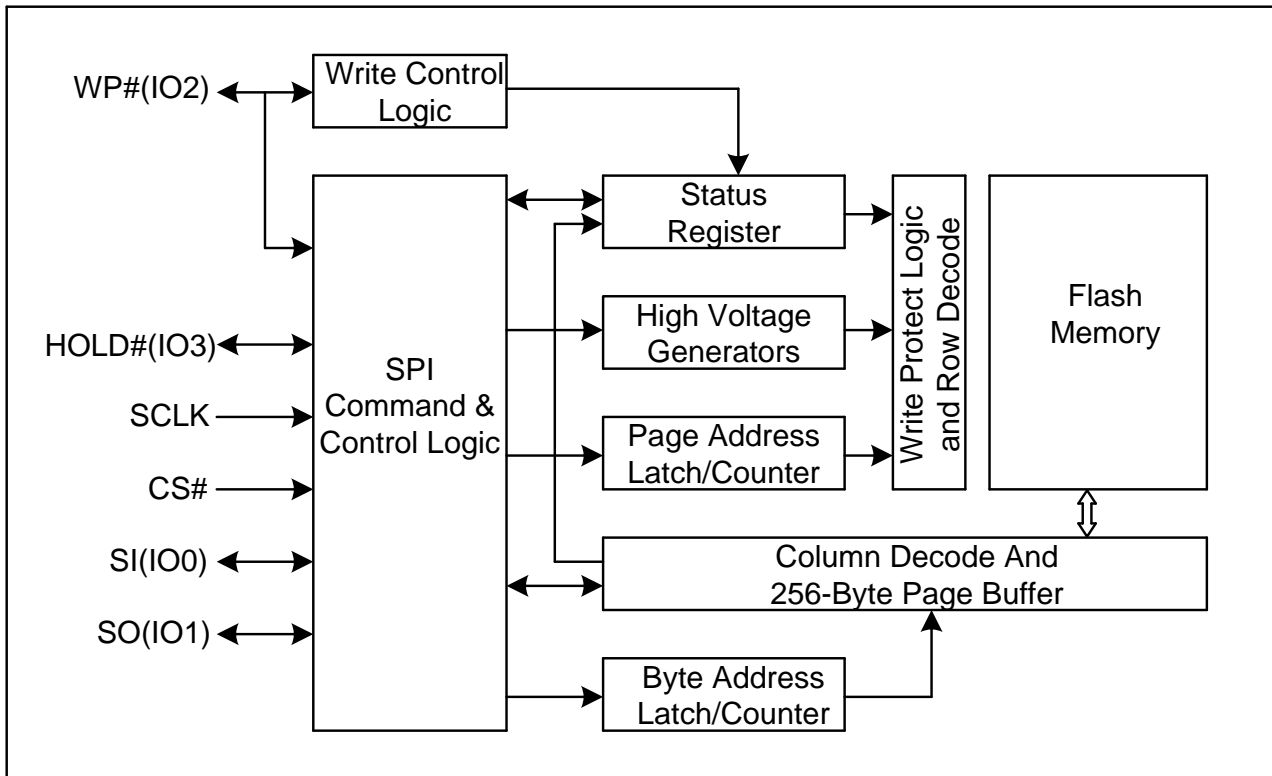 WP#(IO2)
Write Control
Logic
Status
Register
High Voltage
Generators
Page Address
Latch/Counter
Write Protect Logic
and Row Decode
Flash
Memory
HOLD#(IO3)
SCLK
CS#
SI(IO0)
SO(IO1)
SPI
Command &
Control Logic
Column Decode And
256-Byte Page Buffer
Byte Address
Latch/Counter